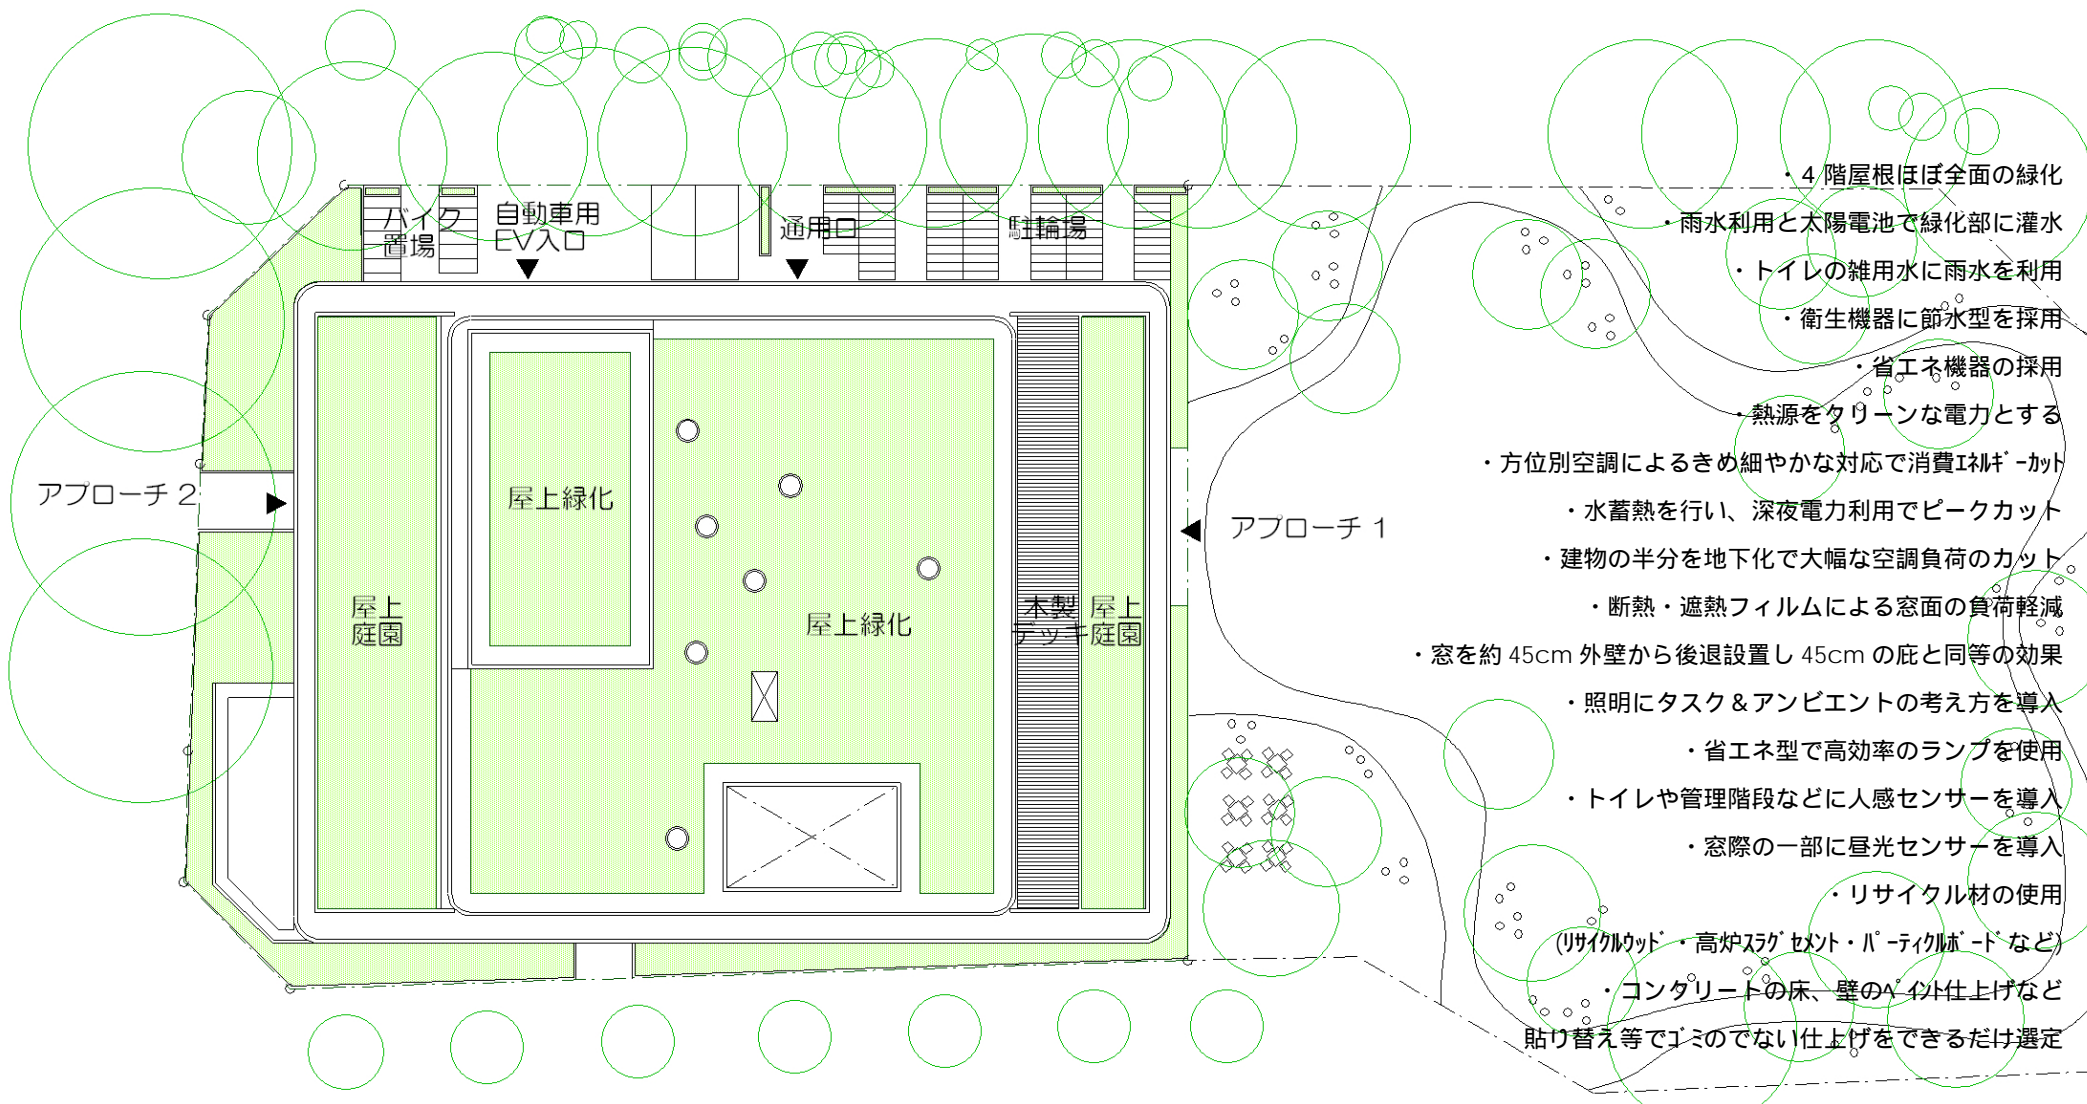 バイク
置場
自動車用
EV入口
通用口
駐輪場
アプローチ 2
屋上緑化
屋上
庭園
屋上緑化
木製
デッキ
屋上
庭園
アプローチ 1
・4 階屋根ほぼ全面の緑化
・雨水利用と太陽電池で緑化部に灌水
・トイレの雑用水に雨水を利用
・衛生機器に節水型を採用
・省エネ機器の採用
・熱源をクリーンな電力とする
・方位別空調によるきめ細やかな対応で消費ｴﾈﾙｷﾞｰｶｯﾄ
・水蓄熱を行い、深夜電力利用でピークカット
・建物の半分を地下化で大幅な空調負荷のカット
・断熱・遮熱フィルムによる窓面の負荷軽減
・窓を約 45cm 外壁から後退設置し 45cm の庇と同等の効果
・照明にタスク＆アンビエントの考え方を導入
・省エネ型で高効率のランプを使用
・トイレや管理階段などに人感センサーを導入
・窓際の一部に昼光センサーを導入
・リサイクル材の使用
(ﾘｻｲｸﾙｳｯﾄﾞ・高炉ｽﾗｸﾞｾﾒﾝﾄ・ﾊﾟｰﾃｨｸﾙﾎﾞｰﾄﾞなど)
・コンクリートの床、壁のﾍﾟｲﾝﾄ仕上げなど
貼り替え等でｺﾞﾐのでない仕上げをできるだけ選定